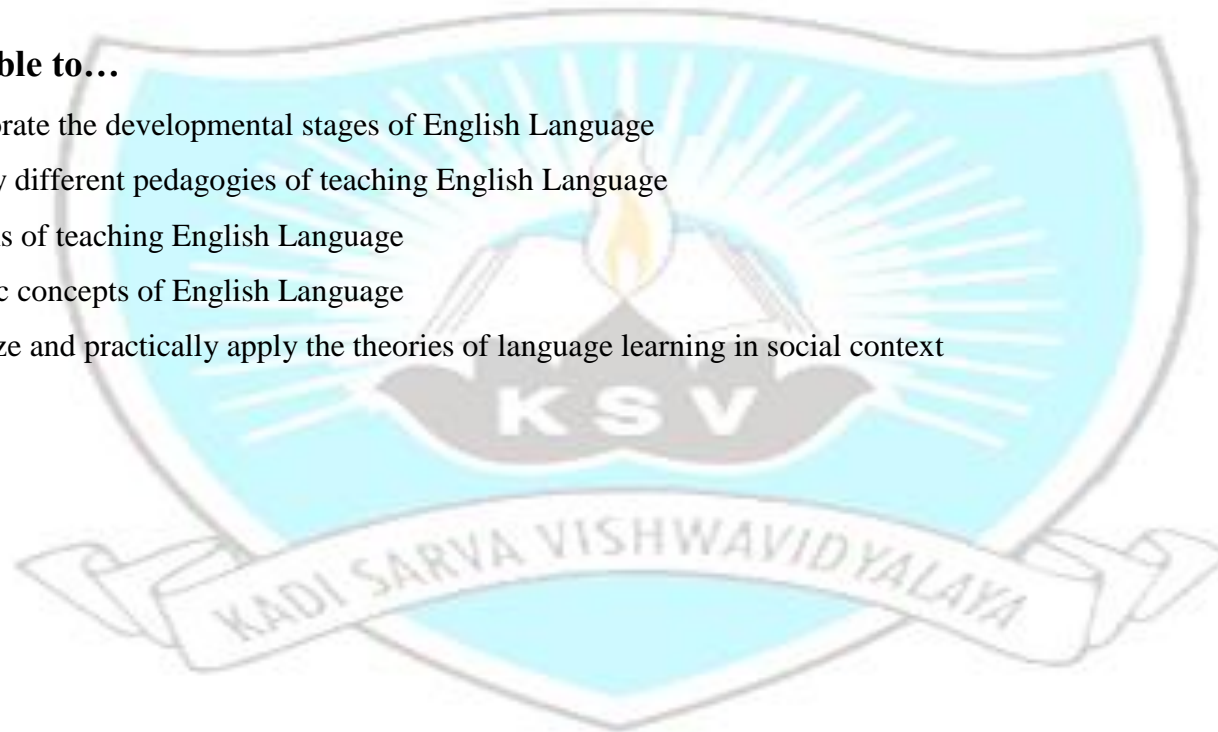 ble to…
orate the developmental stages of English Language
y different pedagogies of teaching English Language
s of teaching English Language
c concepts of English Language
ze and practically apply the theories of language learning in social context
KSV
KADI SARVA VISHWAVIDYALAYA